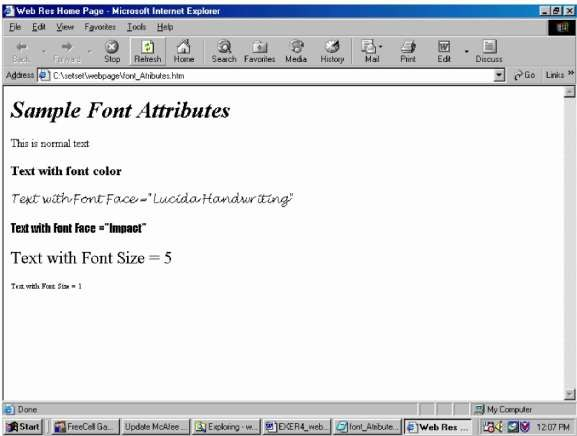 Web Res Home Page - Microsoft Internet Explorer
File Edit View Favorites Tools Help
Back Forward Stop Refresh Home Search Favorites Media History Mail Print Edit Discuss
Address C:\setset\webpage\font_Atributes.htm Go Links »
Sample Font Attributes
This is normal text
Text with font color
Text with Font Face ="Lucida Handwriting"
Text with Font Face ="Impact"
Text with Font Size = 5
Text with Font Size = 1
Done My Computer
Start FreeCell Ga... Update McAfee ... Exploring - w... EXER4_web... font_Atribute... Web Res ... 12:07 PM